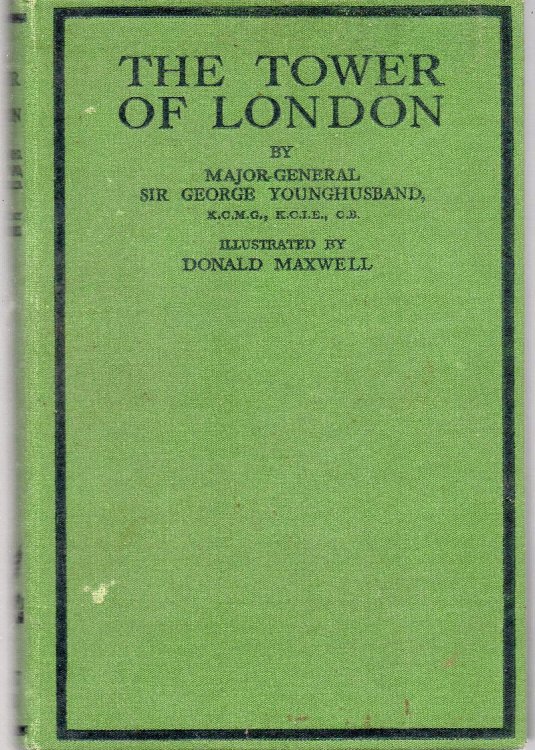 THE TOWER
OF LONDON
BY
MAJOR-GENERAL
SIR GEORGE YOUNGHUSBAND,
K.C.M.G., K.C.I.E., C.B.
ILLUSTRATED BY
DONALD MAXWELL